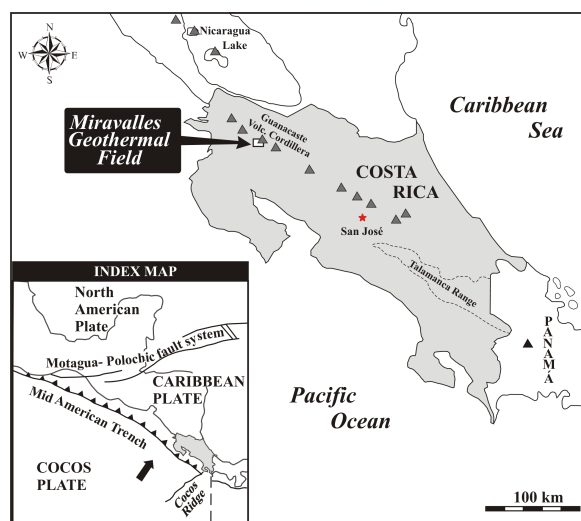 N
W E
S
Nicaragua
Lake
Caribbean
Sea
Miravalles
Geothermal
Field
Guanacaste
Volc. Cordillera
COSTA
RICA
San José
Talamanca Range
PANAMÁ
Pacific
Ocean
100 km
INDEX MAP
North
American
Plate
Motagua- Polochic fault system
CARIBBEAN
PLATE
Mid American Trench
COCOS
PLATE
Cocos
Ridge